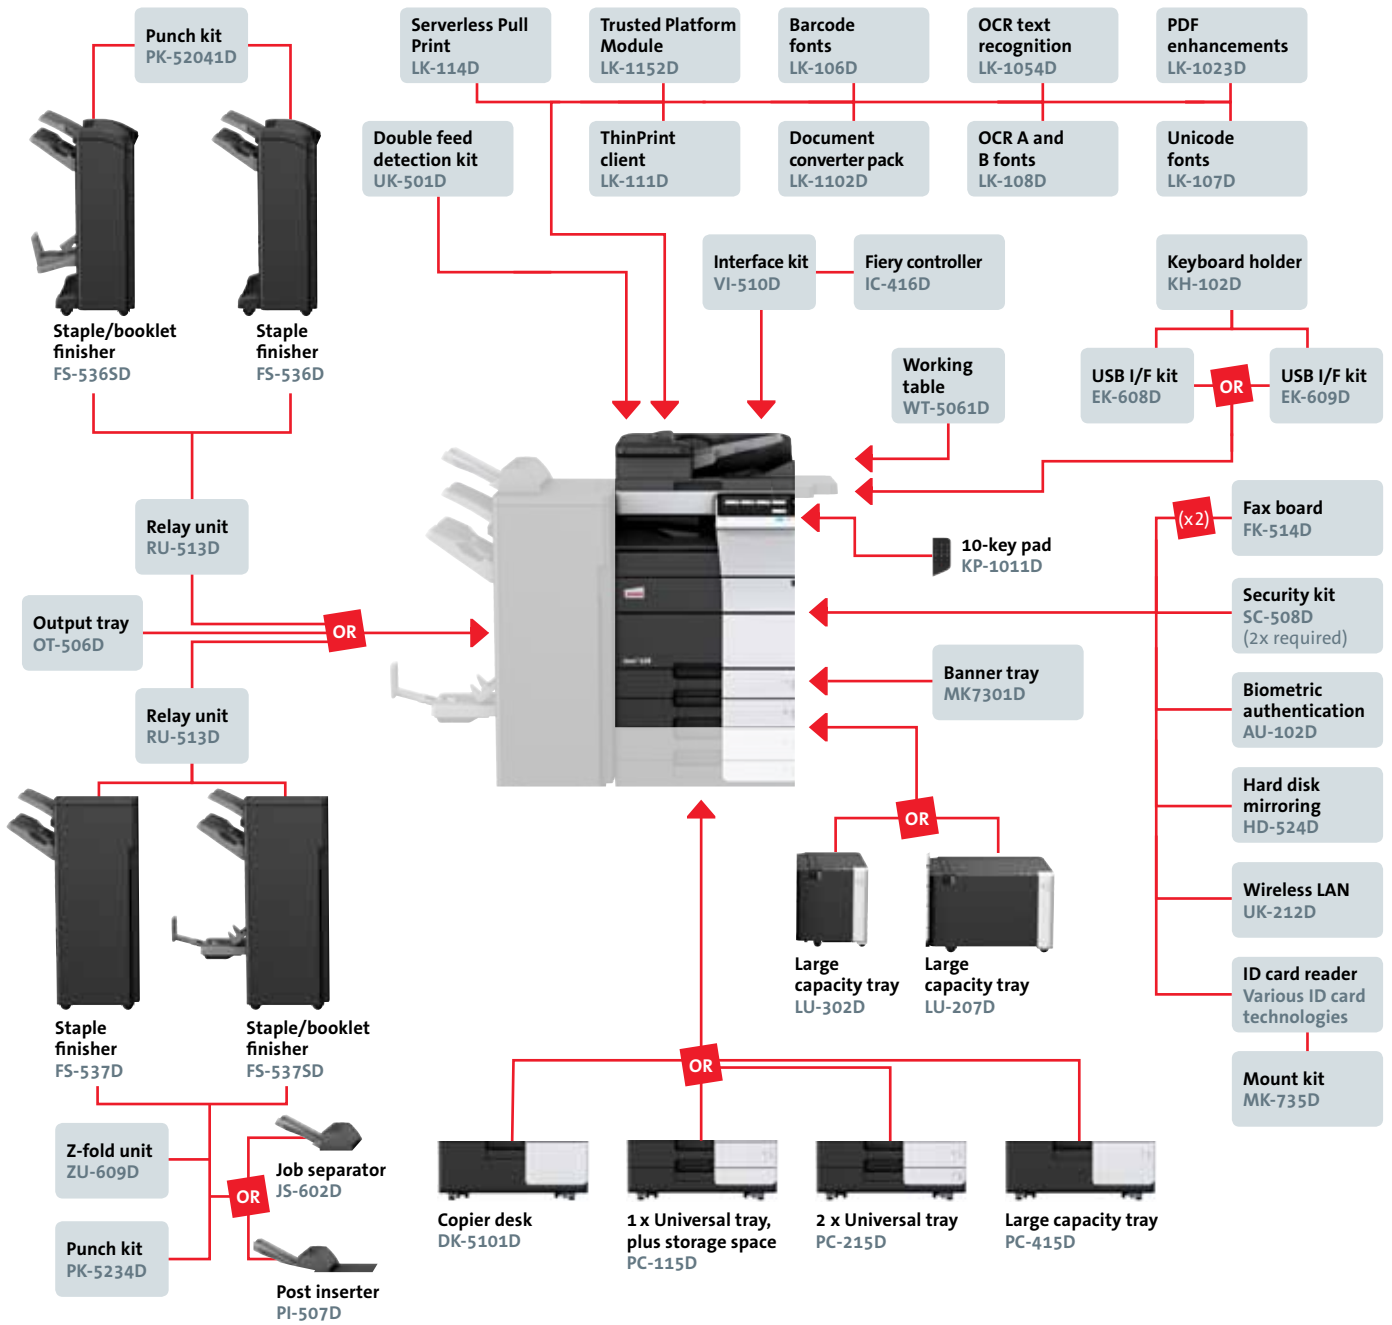 Punch kit
PK-52041D
Serverless Pull
Print
LK-114D
Trusted Platform
Module
LK-1152D
Barcode
fonts
LK-106D
OCR text
recognition
LK-1054D
PDF
enhancements
LK-1023D
Double feed
detection kit
UK-501D
ThinPrint
client
LK-111D
Document
converter pack
LK-1102D
OCR A and
B fonts
LK-108D
Unicode
fonts
LK-107D
Interface kit
VI-510D
Fiery controller
IC-416D
Keyboard holder
KH-102D
Staple/booklet
finisher
FS-536SD
Staple
finisher
FS-536D
Working
table
WT-5061D
USB I/F kit
EK-608D
OR
USB I/F kit
EK-609D
Relay unit
RU-513D
(x2)
Fax board
FK-514D
10-key pad
KP-1011D
Output tray
OT-506D
OR
Security kit
SC-508D
(2x required)
Banner tray
MK7301D
Relay unit
RU-513D
Biometric
authentication
AU-102D
Hard disk
mirroring
HD-524D
OR
Wireless LAN
UK-212D
Large
capacity tray
LU-302D
Large
capacity tray
LU-207D
ID card reader
Various ID card
technologies
Staple
finisher
FS-537D
Staple/booklet
finisher
FS-537SD
OR
Mount kit
MK-735D
Z-fold unit
ZU-609D
Job separator
JS-602D
OR
Punch kit
PK-5234D
Post inserter
PI-507D
Copier desk
DK-5101D
1 x Universal tray,
plus storage space
PC-115D
2 x Universal tray
PC-215D
Large capacity tray
PC-415D